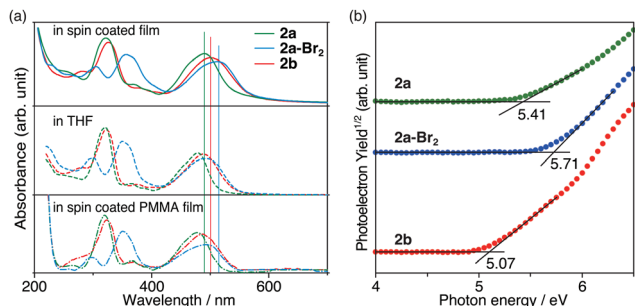 (a)
in spin coated film
2a
2a-Br2
2b
in THF
in spin coated PMMA film
Absorbance (arb. unit)
200
400
600
Wavelength / nm
(b)
2a
5.41
2a-Br2
5.71
2b
5.07
Photoelectron Yield1/2 (arb. unit)
4
5
6
Photon energy / eV